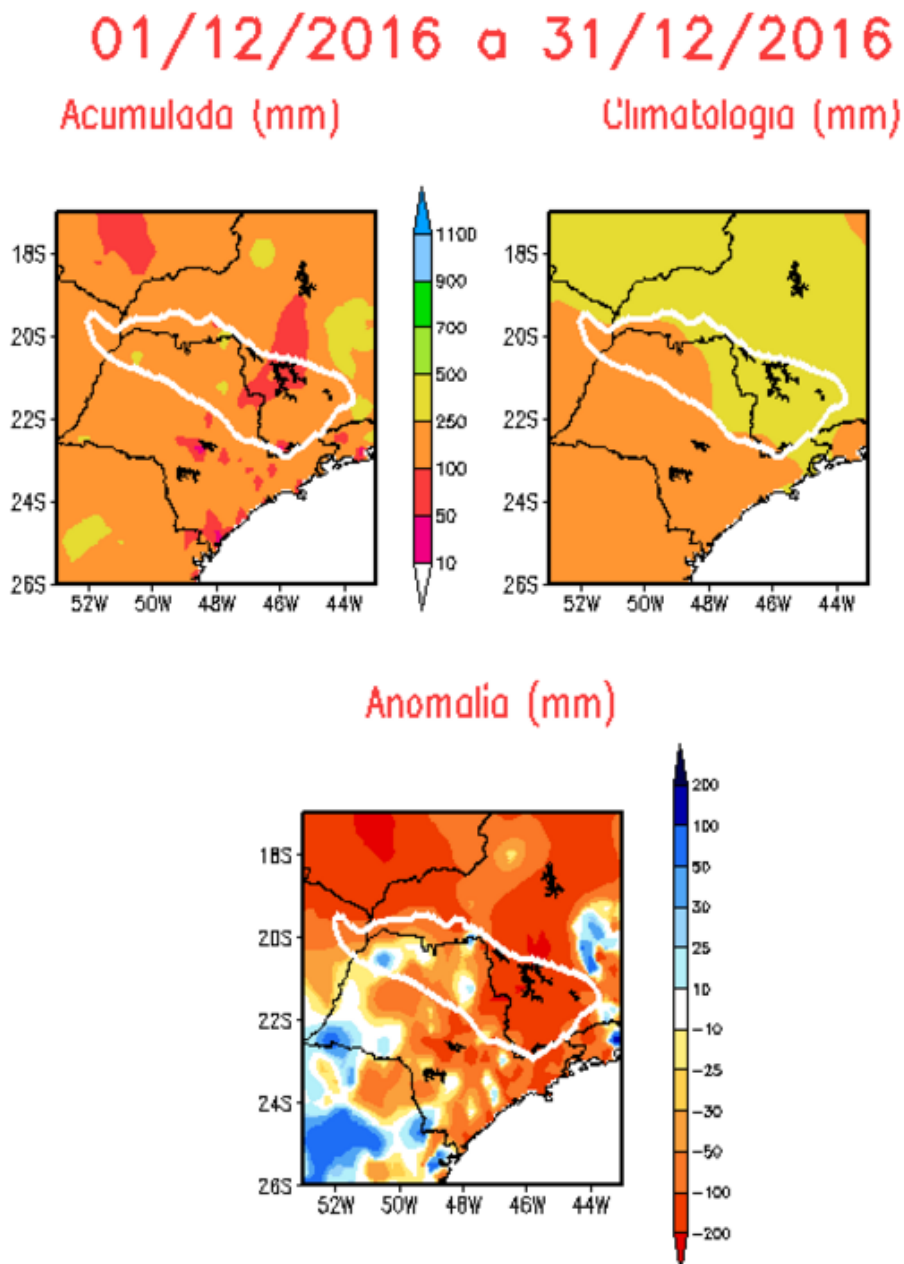 01/12/2016 a 31/12/2016
Acumulada (mm)
Climatologia (mm)
18S
20S
22S
24S
26S
52W 50W 48W 46W 44W
1100
900
700
500
250
100
50
10
18S
20S
22S
24S
26S
52W 50W 48W 46W 44W
Anomalia (mm)
18S
20S
22S
24S
26S
52W 50W 48W 46W 44W
200
100
50
30
25
10
-10
-25
-30
-50
-100
-200